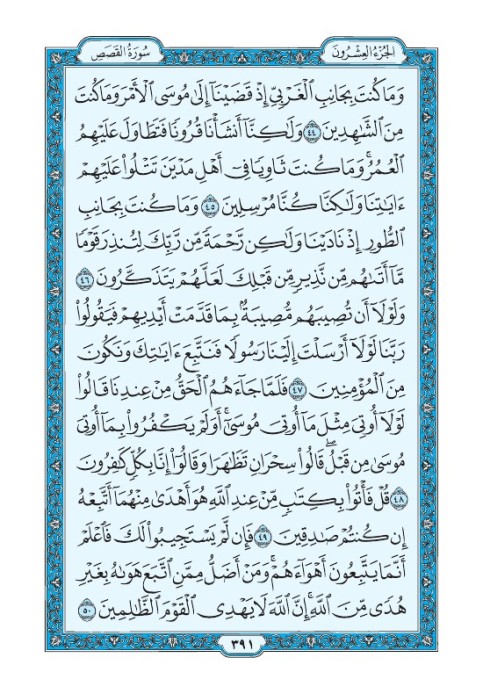 الجُزْءُ العِشْرُونَ
سُورَةُ القَصَصِ
وَمَا كُنتَ بِجَانِبِ ٱلْغَرْبِيِّ إِذْ قَضَيْنَآ إِلَىٰ مُوسَى ٱلْأَمْرَ وَمَا كُنتَ
مِنَ ٱلشَّٰهِدِينَ ٤٤ وَلَٰكِنَّآ أَنشَأْنَا قُرُونًا فَتَطَاوَلَ عَلَيْهِمُ
ٱلْعُمُرُۚ وَمَا كُنتَ ثَاوِيًا فِىٓ أَهْلِ مَدْيَنَ تَتْلُوا۟ عَلَيْهِمْ
ءَايَٰتِنَا وَلَٰكِنَّا كُنَّا مُرْسِلِينَ ٤٥ وَمَا كُنتَ بِجَانِبِ
ٱلطُّورِ إِذْ نَادَيْنَا وَلَٰكِن رَّحْمَةً مِّن رَّبِّكَ لِتُنذِرَ قَوْمًا
مَّآ أَتَىٰهُم مِّن نَّذِيرٍ مِّن قَبْلِكَ لَعَلَّهُمْ يَتَذَكَّرُونَ ٤٦
وَلَوْلَآ أَن تُصِيبَهُم مُّصِيبَةٌۢ بِمَا قَدَّمَتْ أَيْدِيهِمْ فَيَقُولُوا۟
رَبَّنَا لَوْلَآ أَرْسَلْتَ إِلَيْنَا رَسُولًا فَنَتَّبِعَ ءَايَٰتِكَ وَنَكُونَ
مِنَ ٱلْمُؤْمِنِينَ ٤٧ فَلَمَّا جَآءَهُمُ ٱلْحَقُّ مِنْ عِندِنَا قَالُوا۟
لَوْلَآ أُوتِىَ مِثْلَ مَآ أُوتِىَ مُوسَىٰٓۚ أَوَلَمْ يَكْفُرُوا۟ بِمَآ أُوتِىَ
مُوسَىٰ مِن قَبْلُۖ قَالُوا۟ سِحْرَانِ تَظَٰهَرَا وَقَالُوٓا۟ إِنَّا بِكُلٍّ كَٰفِرُونَ
٤٨ قُلْ فَأْتُوا۟ بِكِتَٰبٍ مِّنْ عِندِ ٱللَّهِ هُوَ أَهْدَىٰ مِنْهُمَآ أَتَّبِعْهُ
إِن كُنتُمْ صَٰدِقِينَ ٤٩ فَإِن لَّمْ يَسْتَجِيبُوا۟ لَكَ فَٱعْلَمْ
أَنَّمَا يَتَّبِعُونَ أَهْوَآءَهُمْۚ وَمَنْ أَضَلُّ مِمَّنِ ٱتَّبَعَ هَوَىٰهُ بِغَيْرِ
هُدًى مِّنَ ٱللَّهِۚ إِنَّ ٱللَّهَ لَا يَهْدِى ٱلْقَوْمَ ٱلظَّٰلِمِينَ ٥٠
٣٩١